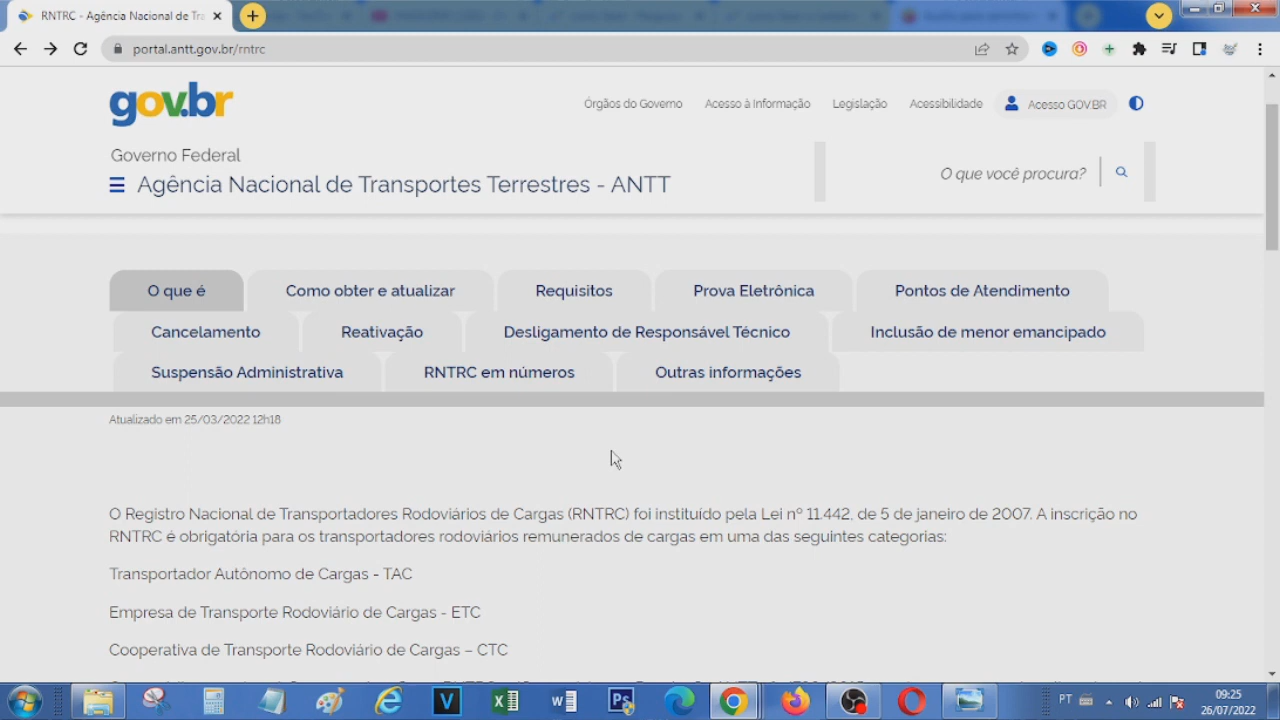 RNTRC - Agência Nacional de Tr
portal.antt.gov.br/rntrc
gov.br
Órgãos do Governo Acesso à Informação Legislação Acessibilidade Acesso GOV.BR
Governo Federal
Agência Nacional de Transportes Terrestres - ANTT
O que você procura?
O que é Como obter e atualizar Requisitos Prova Eletrônica Pontos de Atendimento
Cancelamento Reativação Desligamento de Responsável Técnico Inclusão de menor emancipado
Suspensão Administrativa RNTRC em números Outras informações
Atualizado em 25/03/2022 12h18
O Registro Nacional de Transportadores Rodoviários de Cargas (RNTRC) foi instituído pela Lei nº 11.442, de 5 de janeiro de 2007. A inscrição no
RNTRC é obrigatória para os transportadores rodoviários remunerados de cargas em uma das seguintes categorias:
Transportador Autônomo de Cargas - TAC
Empresa de Transporte Rodoviário de Cargas - ETC
Cooperativa de Transporte Rodoviário de Cargas – CTC
PT
09:25
26/07/2022